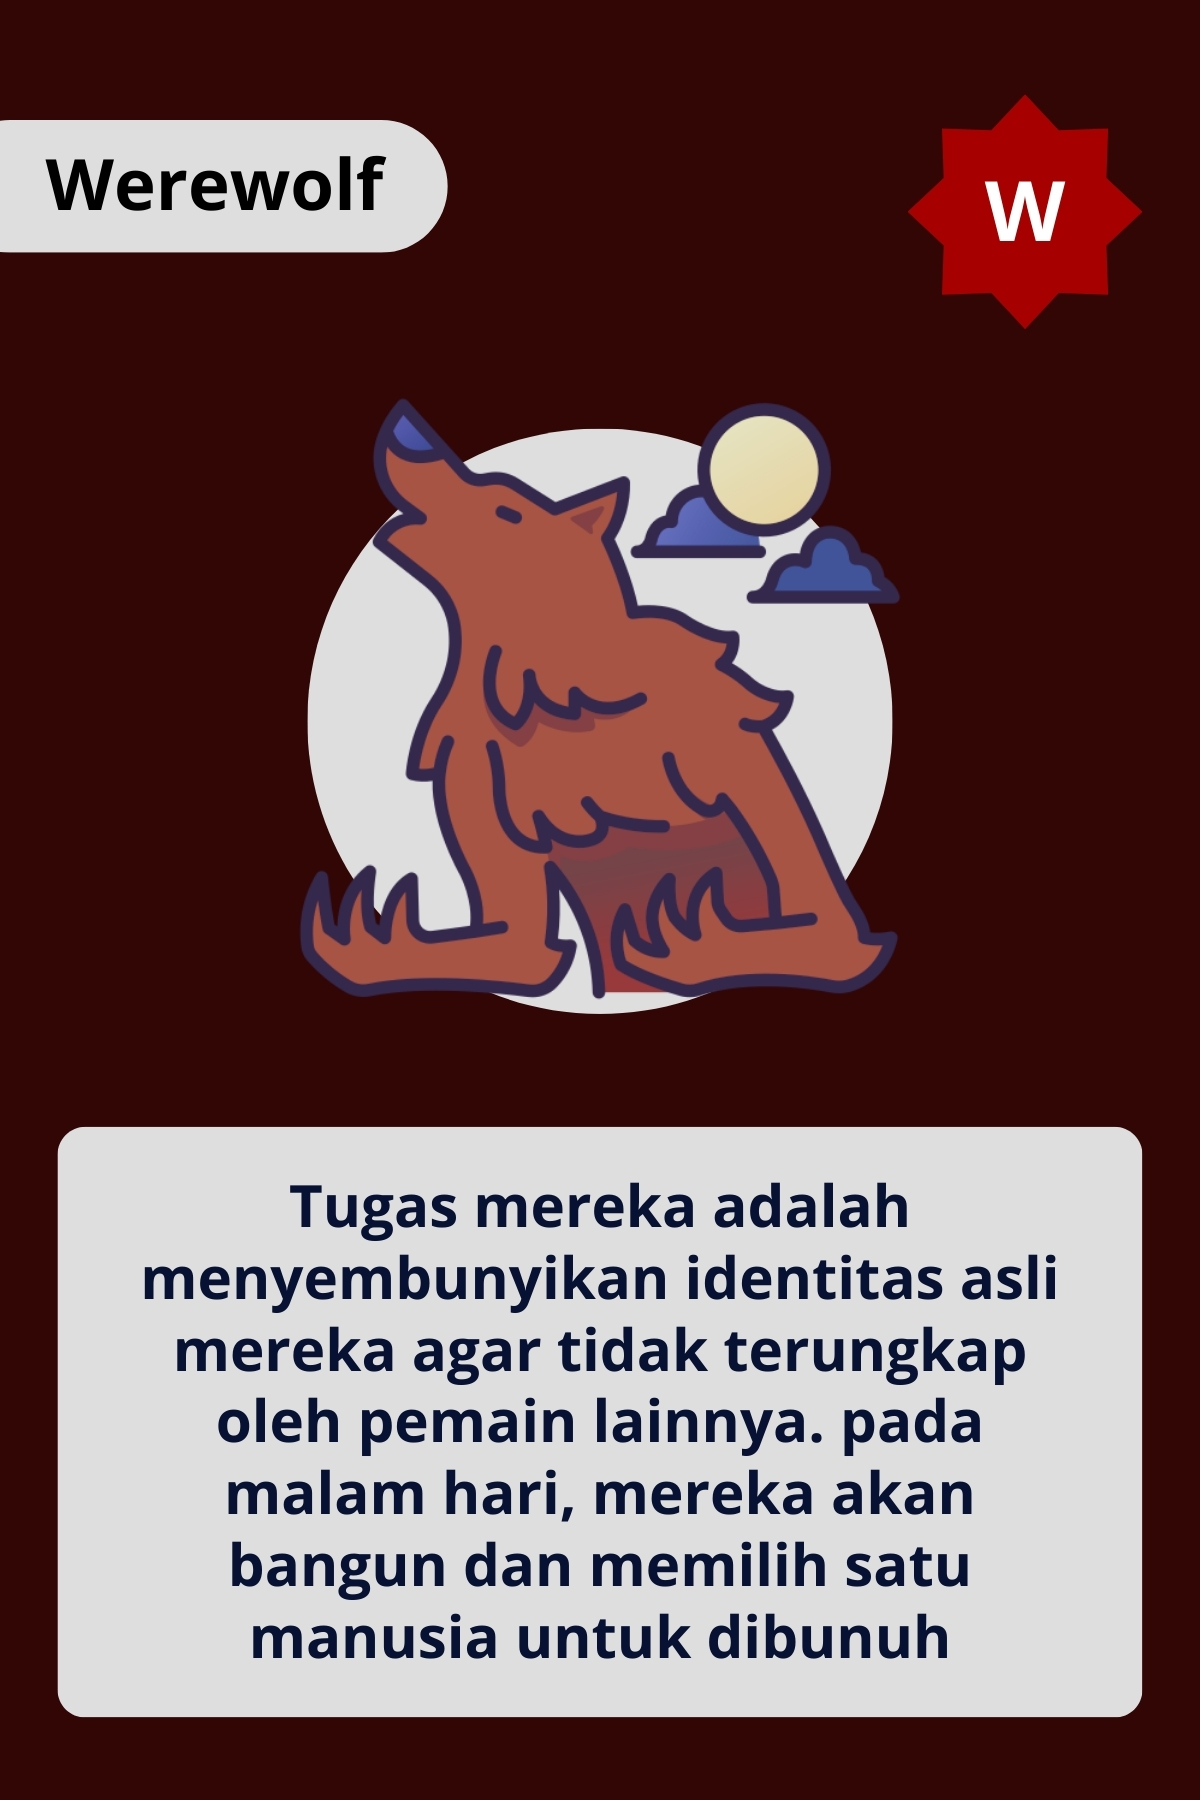 Werewolf
W
Tugas mereka adalah
menyembunyikan identitas asli
mereka agar tidak terungkap
oleh pemain lainnya. pada
malam hari, mereka akan
bangun dan memilih satu
manusia untuk dibunuh